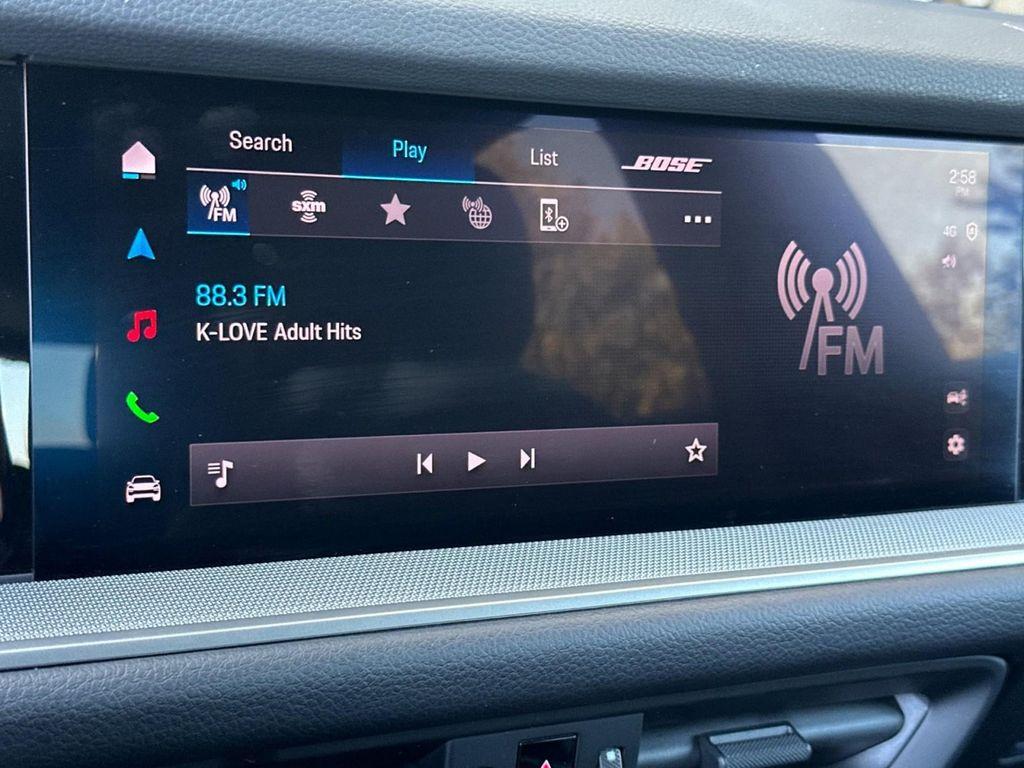 Search
Play
List
BOSE
2:58
PM
FM
sxm
4G
88.3 FM
K-LOVE Adult Hits
FM